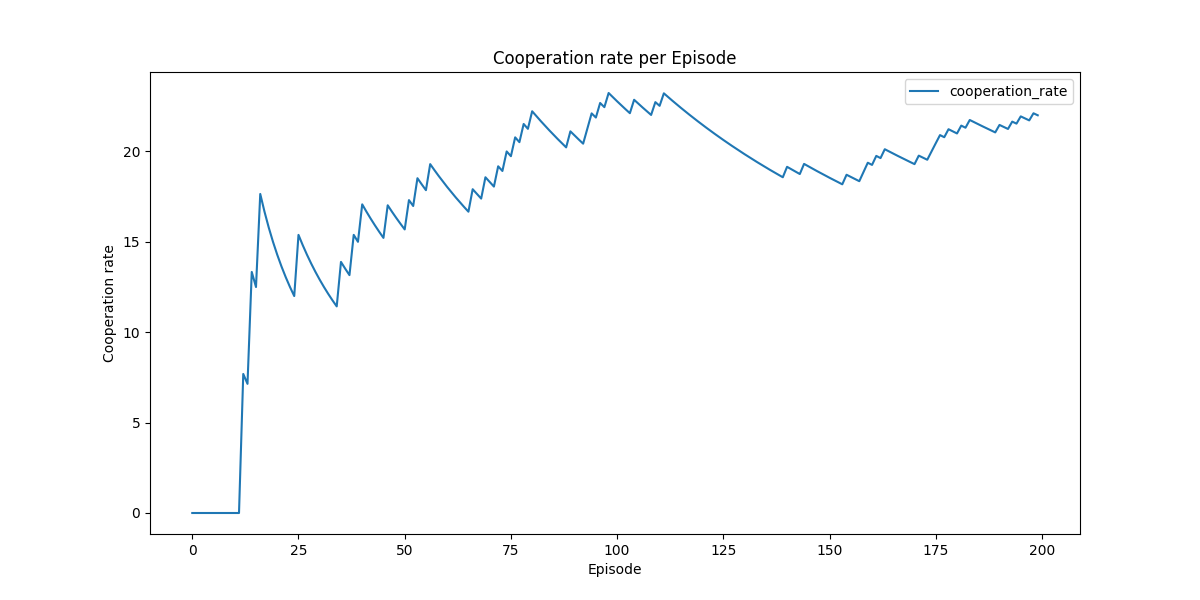 Cooperation rate per Episode
cooperation_rate
Cooperation rate
20
15
10
5
0
0 25 50 75 100 125 150 175 200
Episode